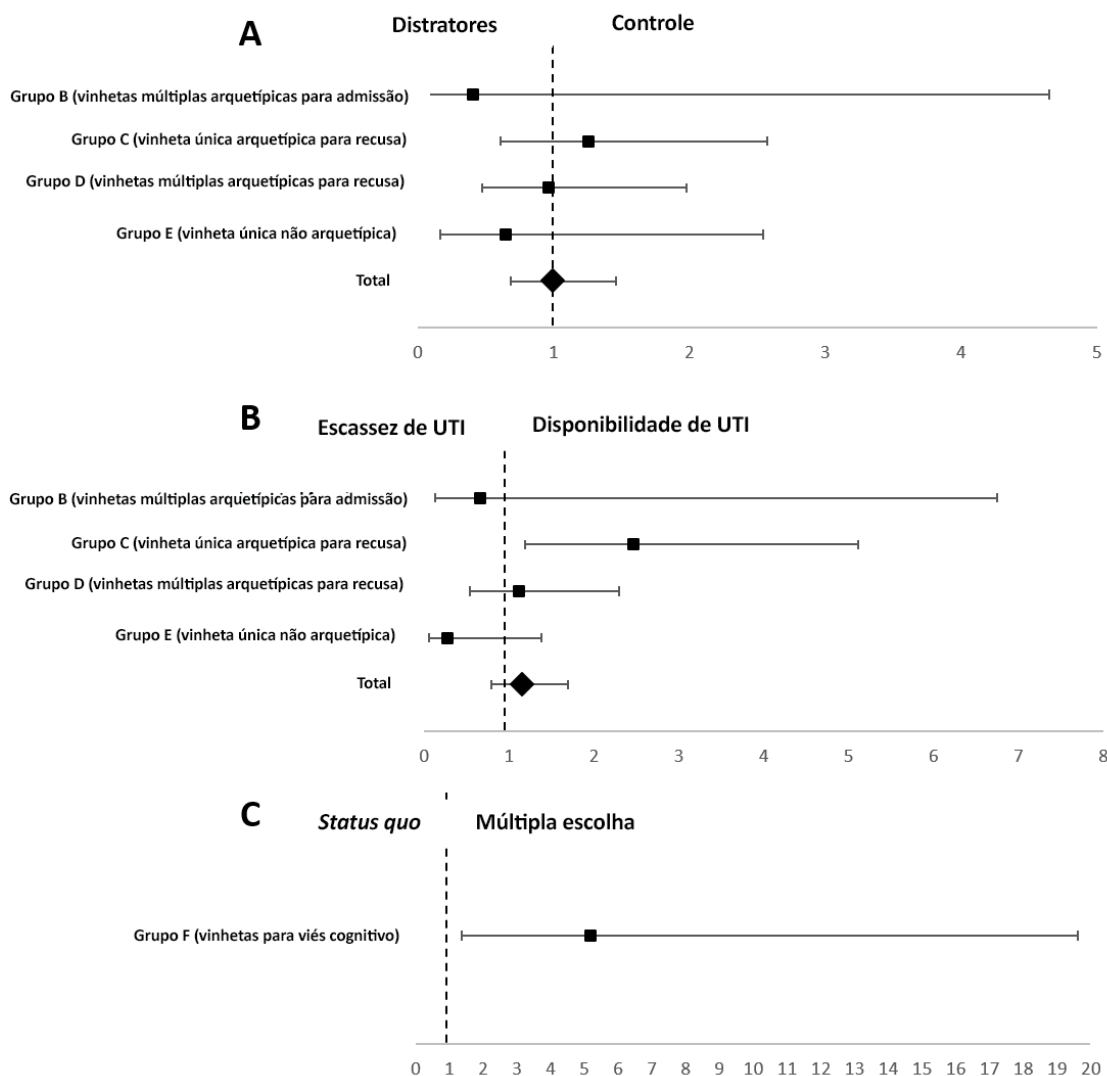 A
Distratores Controle
Grupo B (vinhetas múltiplas arquetípicas para admissão)
Grupo C (vinheta única arquetípica para recusa)
Grupo D (vinhetas múltiplas arquetípicas para recusa)
Grupo E (vinheta única não arquetípica)
Total
0 1 2 3 4 5
B
Escassez de UTI Disponibilidade de UTI
Grupo B (vinhetas múltiplas arquetípicas para admissão)
Grupo C (vinheta única arquetípica para recusa)
Grupo D (vinhetas múltiplas arquetípicas para recusa)
Grupo E (vinheta única não arquetípica)
Total
0 1 2 3 4 5 6 7 8
C
Status quo Múltipla escolha
Grupo F (vinhetas para viés cognitivo)
0 1 2 3 4 5 6 7 8 9 10 11 12 13 14 15 16 17 18 19 20